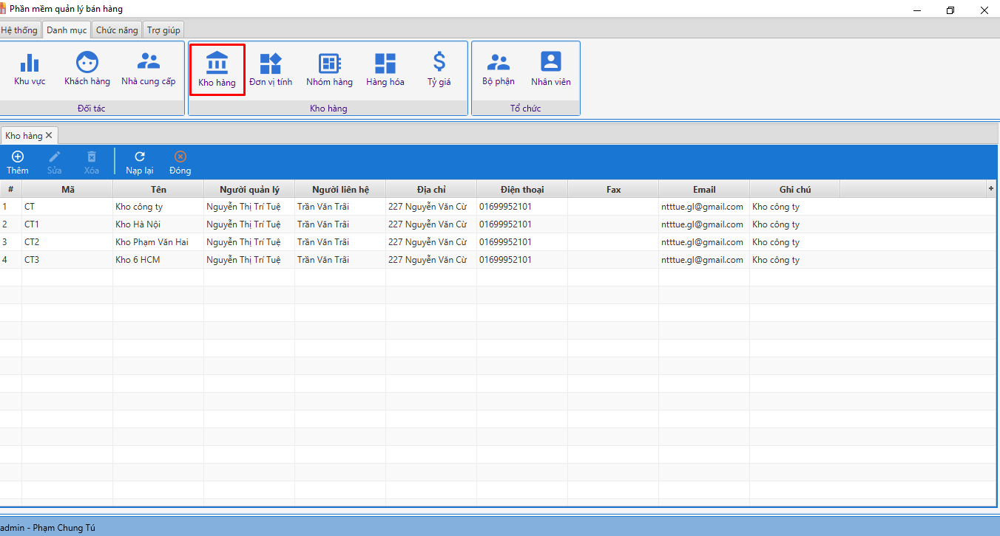 Phần mềm quản lý bán hàng
Hệ thống Danh mục Chức năng Trợ giúp
Khu vực Khách hàng Nhà cung cấp Kho hàng Đơn vị tính Nhóm hàng Hàng hóa Tỷ giá Bộ phận Nhân viên
Đối tác Kho hàng Tổ chức
Kho hàng
Thêm Sửa Xóa Nạp lại Đóng
# Mã Tên Người quản lý Người liên hệ Địa chỉ Điện thoại Fax Email Ghi chú +
1 CT Kho công ty Nguyễn Thị Trí Tuệ Trần Văn Trãi 227 Nguyễn Văn Cừ 01699952101 ntttue.gl@gmail.com Kho công ty
2 CT1 Kho Hà Nội Nguyễn Thị Trí Tuệ Trần Văn Trãi 227 Nguyễn Văn Cừ 01699952101 ntttue.gl@gmail.com Kho công ty
3 CT2 Kho Phạm Văn Hai Nguyễn Thị Trí Tuệ Trần Văn Trãi 227 Nguyễn Văn Cừ 01699952101 ntttue.gl@gmail.com Kho công ty
4 CT3 Kho 6 HCM Nguyễn Thị Trí Tuệ Trần Văn Trãi 227 Nguyễn Văn Cừ 01699952101 ntttue.gl@gmail.com Kho công ty
admin - Phạm Chung Tú